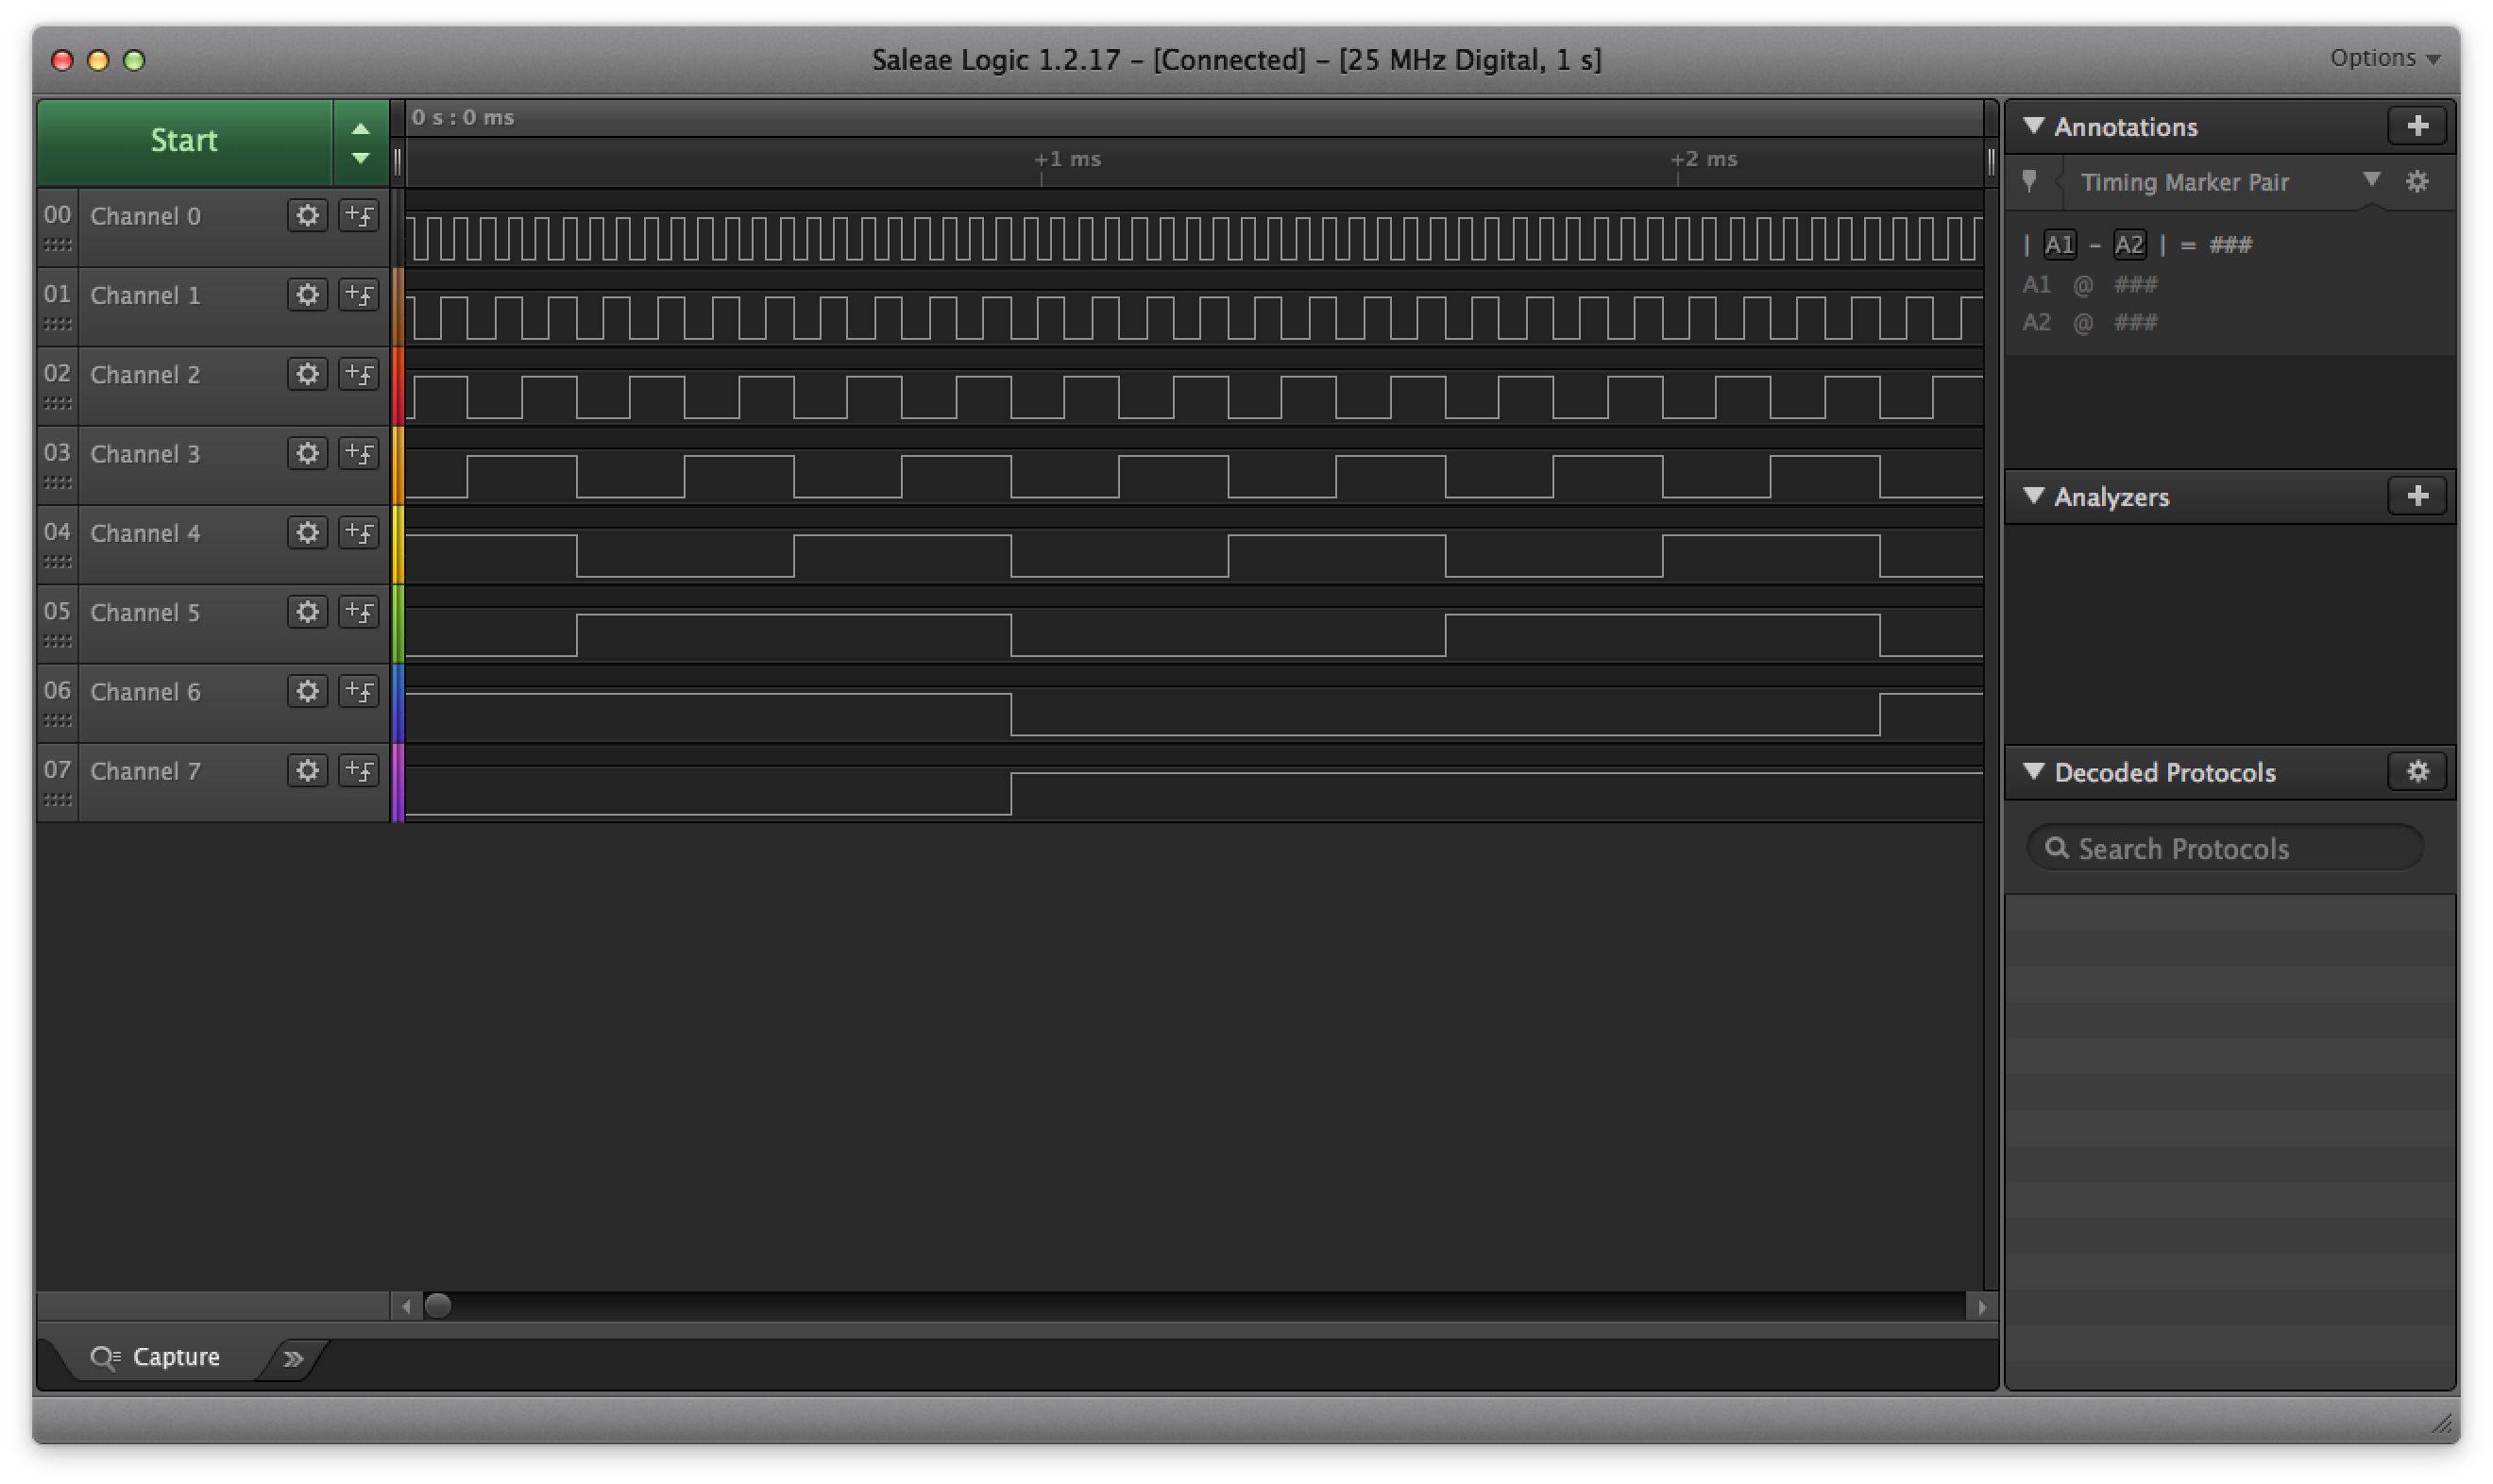 Saleae Logic 1.2.17 – [Connected] – [25 MHz Digital, 1 s]
Options
Start
0 s : 0 ms
+1 ms
+2 ms
00 Channel 0
01 Channel 1
02 Channel 2
03 Channel 3
04 Channel 4
05 Channel 5
06 Channel 6
07 Channel 7
Annotations
Timing Marker Pair
| A1 – A2 | = ###
A1 @ ###
A2 @ ###
Analyzers
Decoded Protocols
Search Protocols
Capture